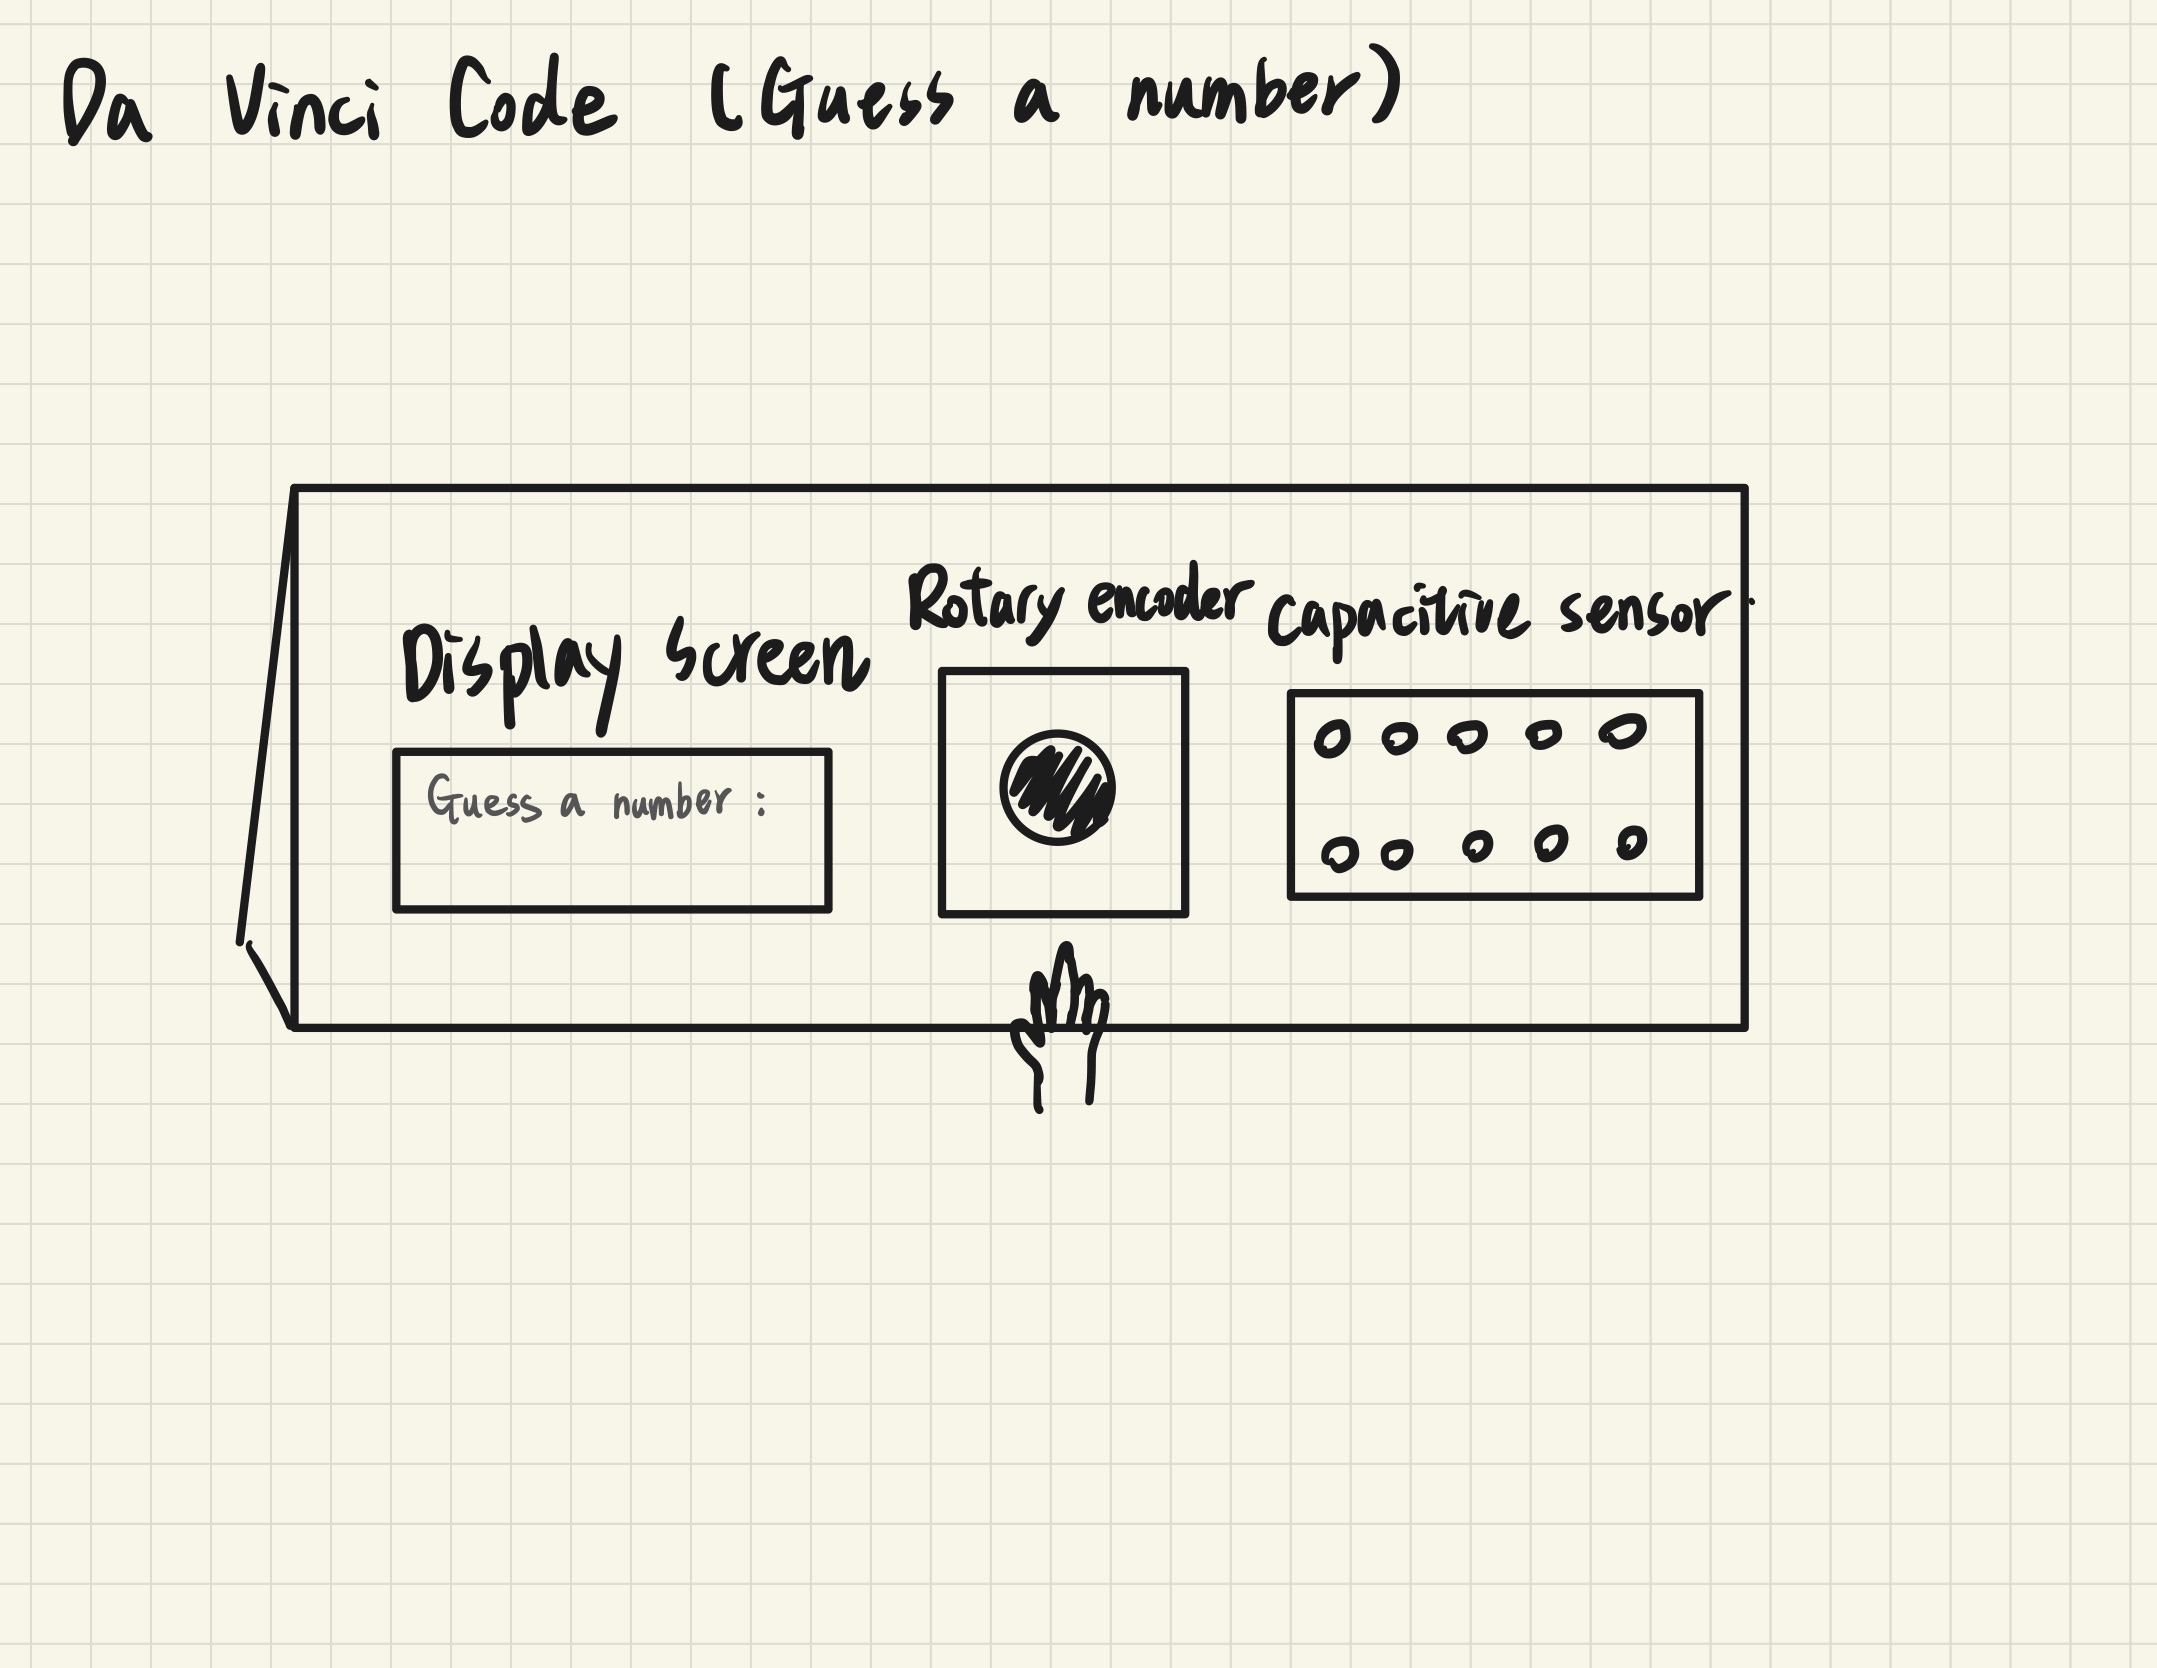 Da Vinci Code (Guess a number)
Rotary encoder
capacitive sensor
Display screen
Guess a number :